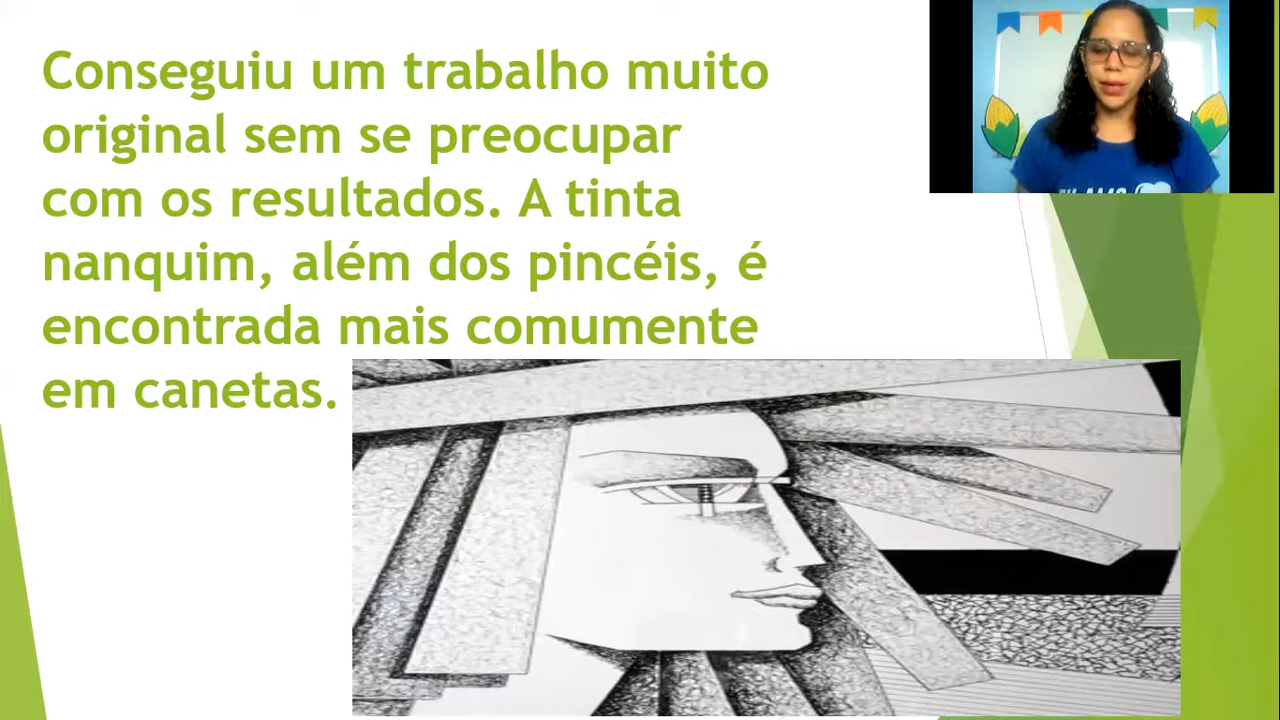 Conseguiu um trabalho muito
original sem se preocupar
com os resultados. A tinta
nanquim, além dos pincéis, é
encontrada mais comumente
em canetas.